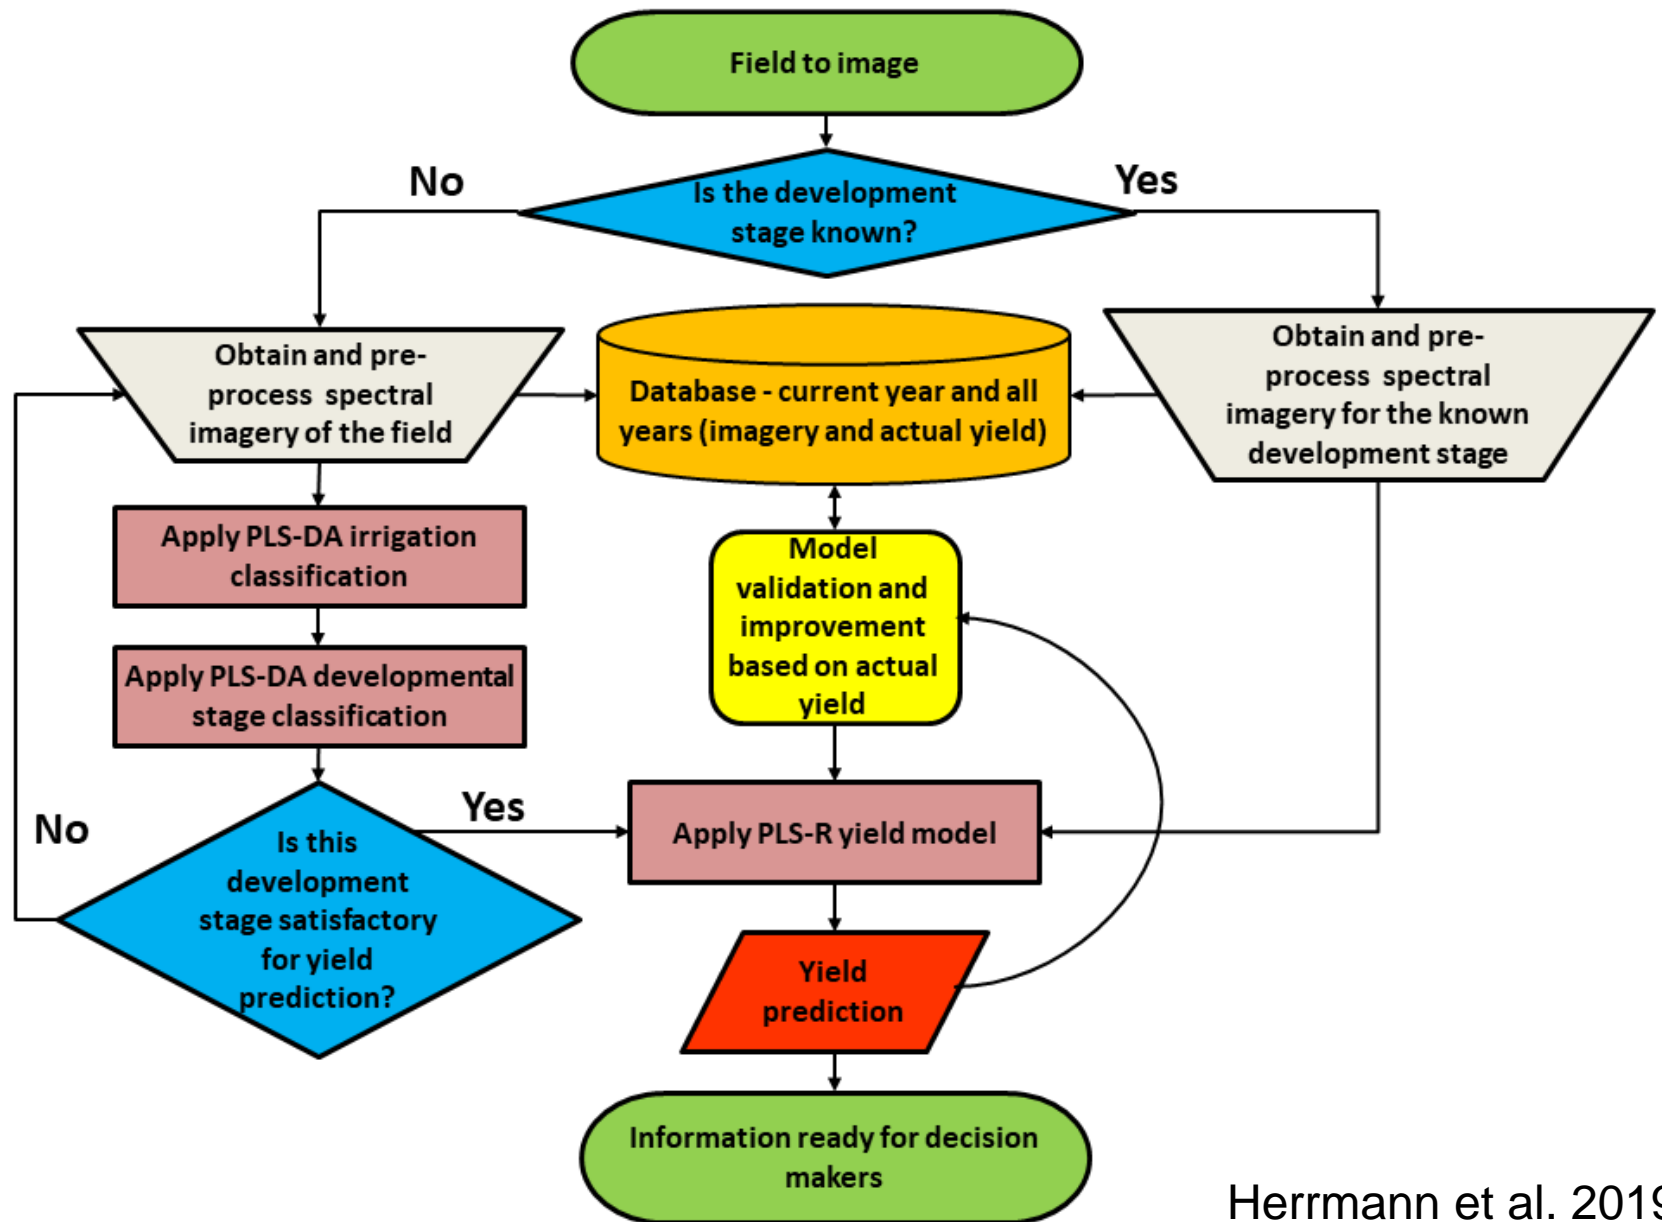 Field to image
No
Yes
Is the development
stage known?
Obtain and pre-
process spectral
imagery of the field
Database - current year and all
years (imagery and actual yield)
Obtain and pre-
process spectral
imagery for the known
development stage
Apply PLS-DA irrigation
classification
Model
validation and
improvement
based on actual
yield
Apply PLS-DA developmental
stage classification
No
Yes
Is this
development
stage satisfactory
for yield
prediction?
Apply PLS-R yield model
Yield
prediction
Information ready for decision
makers
Herrmann et al. 2019